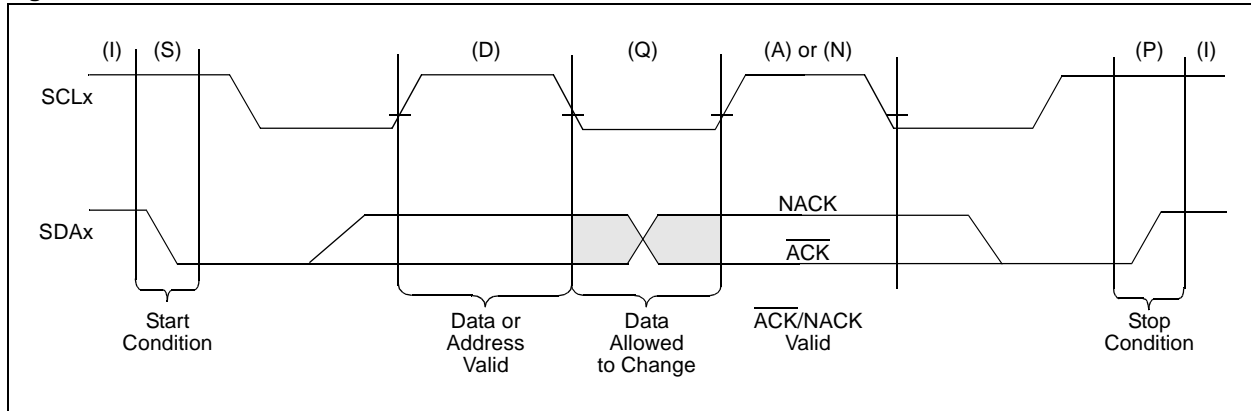 (I) (S) (D) (Q) (A) or (N) (P) (I)
SCLx
NACK
SDAx
ACK
Start
Condition
Data or
Address
Valid
Data
Allowed
to Change
ACK/NACK
Valid
Stop
Condition